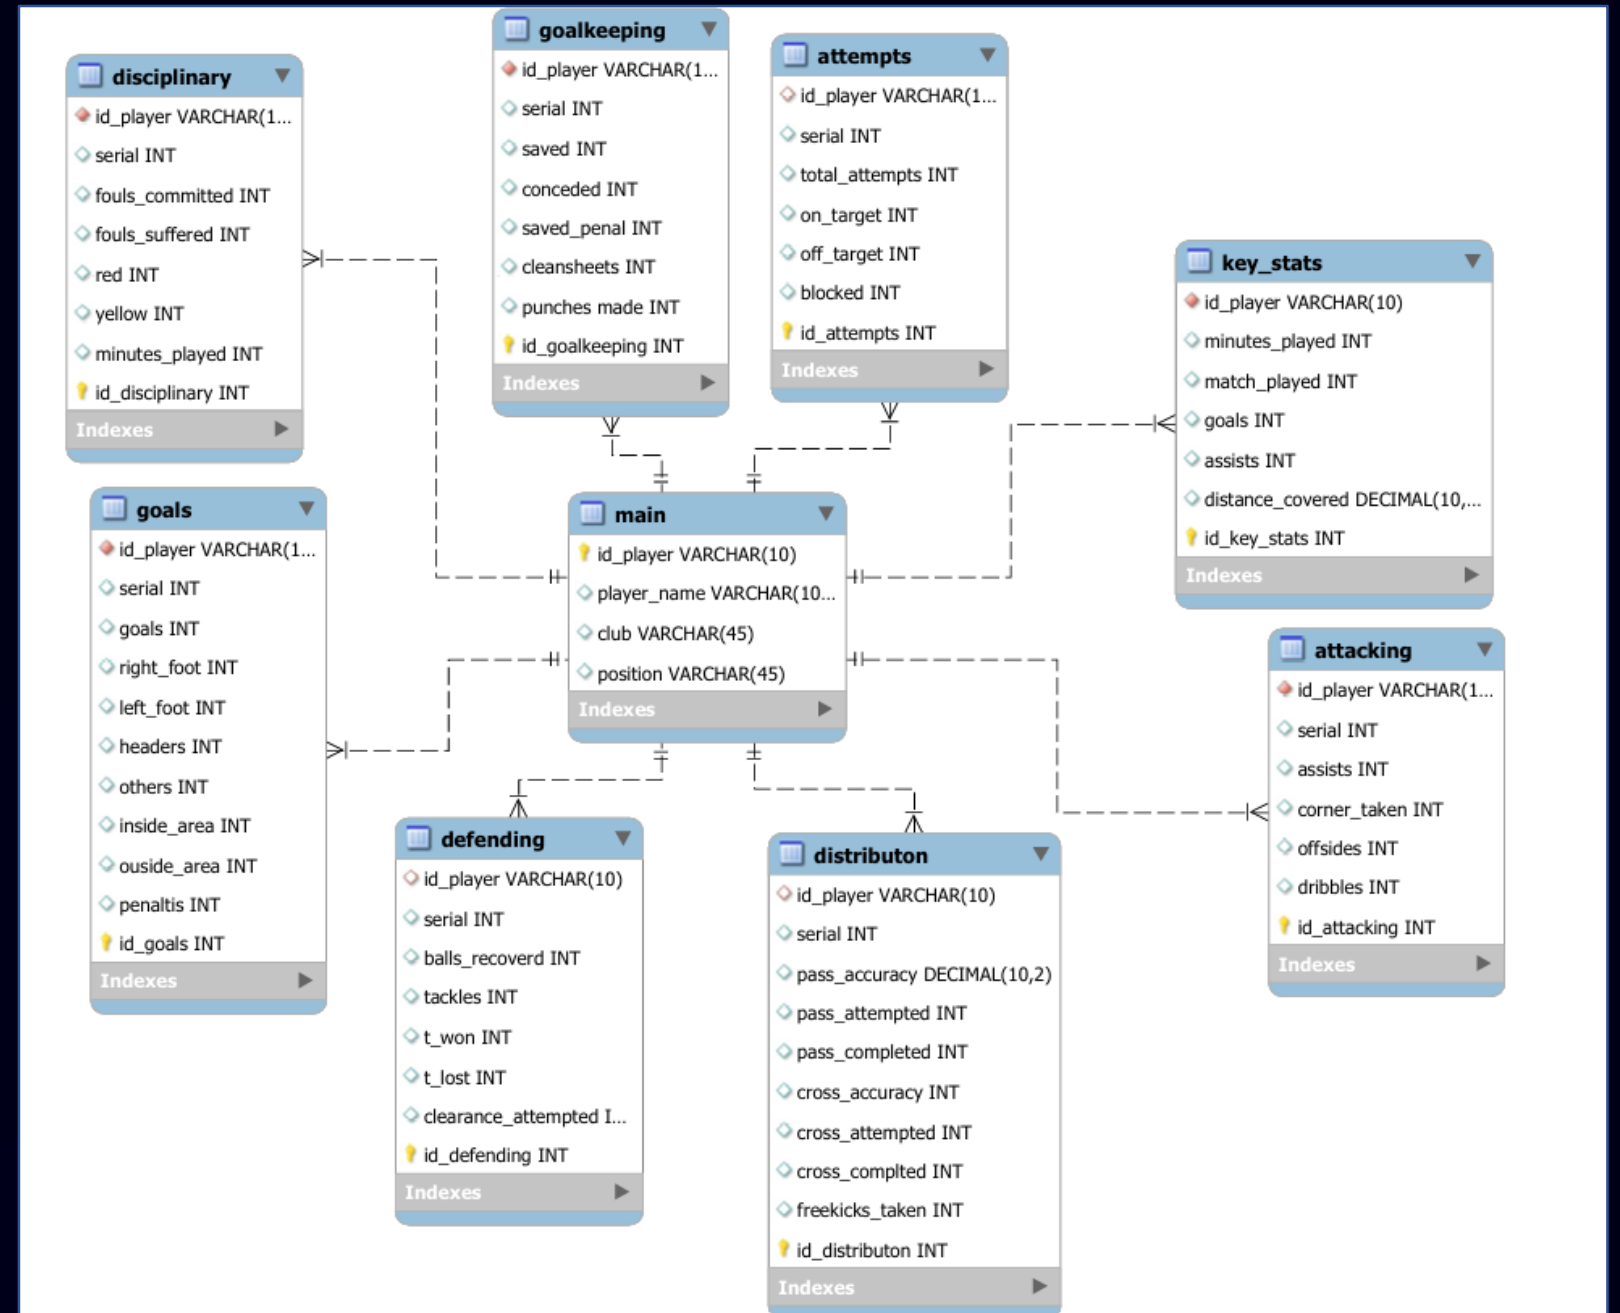 disciplinary
id_player VARCHAR(1...
serial INT
fouls_committed INT
fouls_suffered INT
red INT
yellow INT
minutes_played INT
id_disciplinary INT
Indexes
goalkeeping
id_player VARCHAR(1...
serial INT
saved INT
conceded INT
saved_penal INT
cleansheets INT
punches made INT
id_goalkeeping INT
Indexes
attempts
id_player VARCHAR(1...
serial INT
total_attempts INT
on_target INT
off_target INT
blocked INT
id_attempts INT
Indexes
key_stats
id_player VARCHAR(10)
minutes_played INT
match_played INT
goals INT
assists INT
distance_covered DECIMAL(10,...
id_key_stats INT
Indexes
goals
id_player VARCHAR(1...
serial INT
goals INT
right_foot INT
left_foot INT
headers INT
others INT
inside_area INT
ouside_area INT
penaltis INT
id_goals INT
Indexes
main
id_player VARCHAR(10)
player_name VARCHAR(10...
club VARCHAR(45)
position VARCHAR(45)
Indexes
attacking
id_player VARCHAR(1...
serial INT
assists INT
corner_taken INT
offsides INT
dribbles INT
id_attacking INT
Indexes
defending
id_player VARCHAR(10)
serial INT
balls_recoverd INT
tackles INT
t_won INT
t_lost INT
clearance_attempted I...
id_defending INT
Indexes
distributon
id_player VARCHAR(10)
serial INT
pass_accuracy DECIMAL(10,2)
pass_attempted INT
pass_completed INT
cross_accuracy INT
cross_attempted INT
cross_complted INT
freekicks_taken INT
id_distributon INT
Indexes